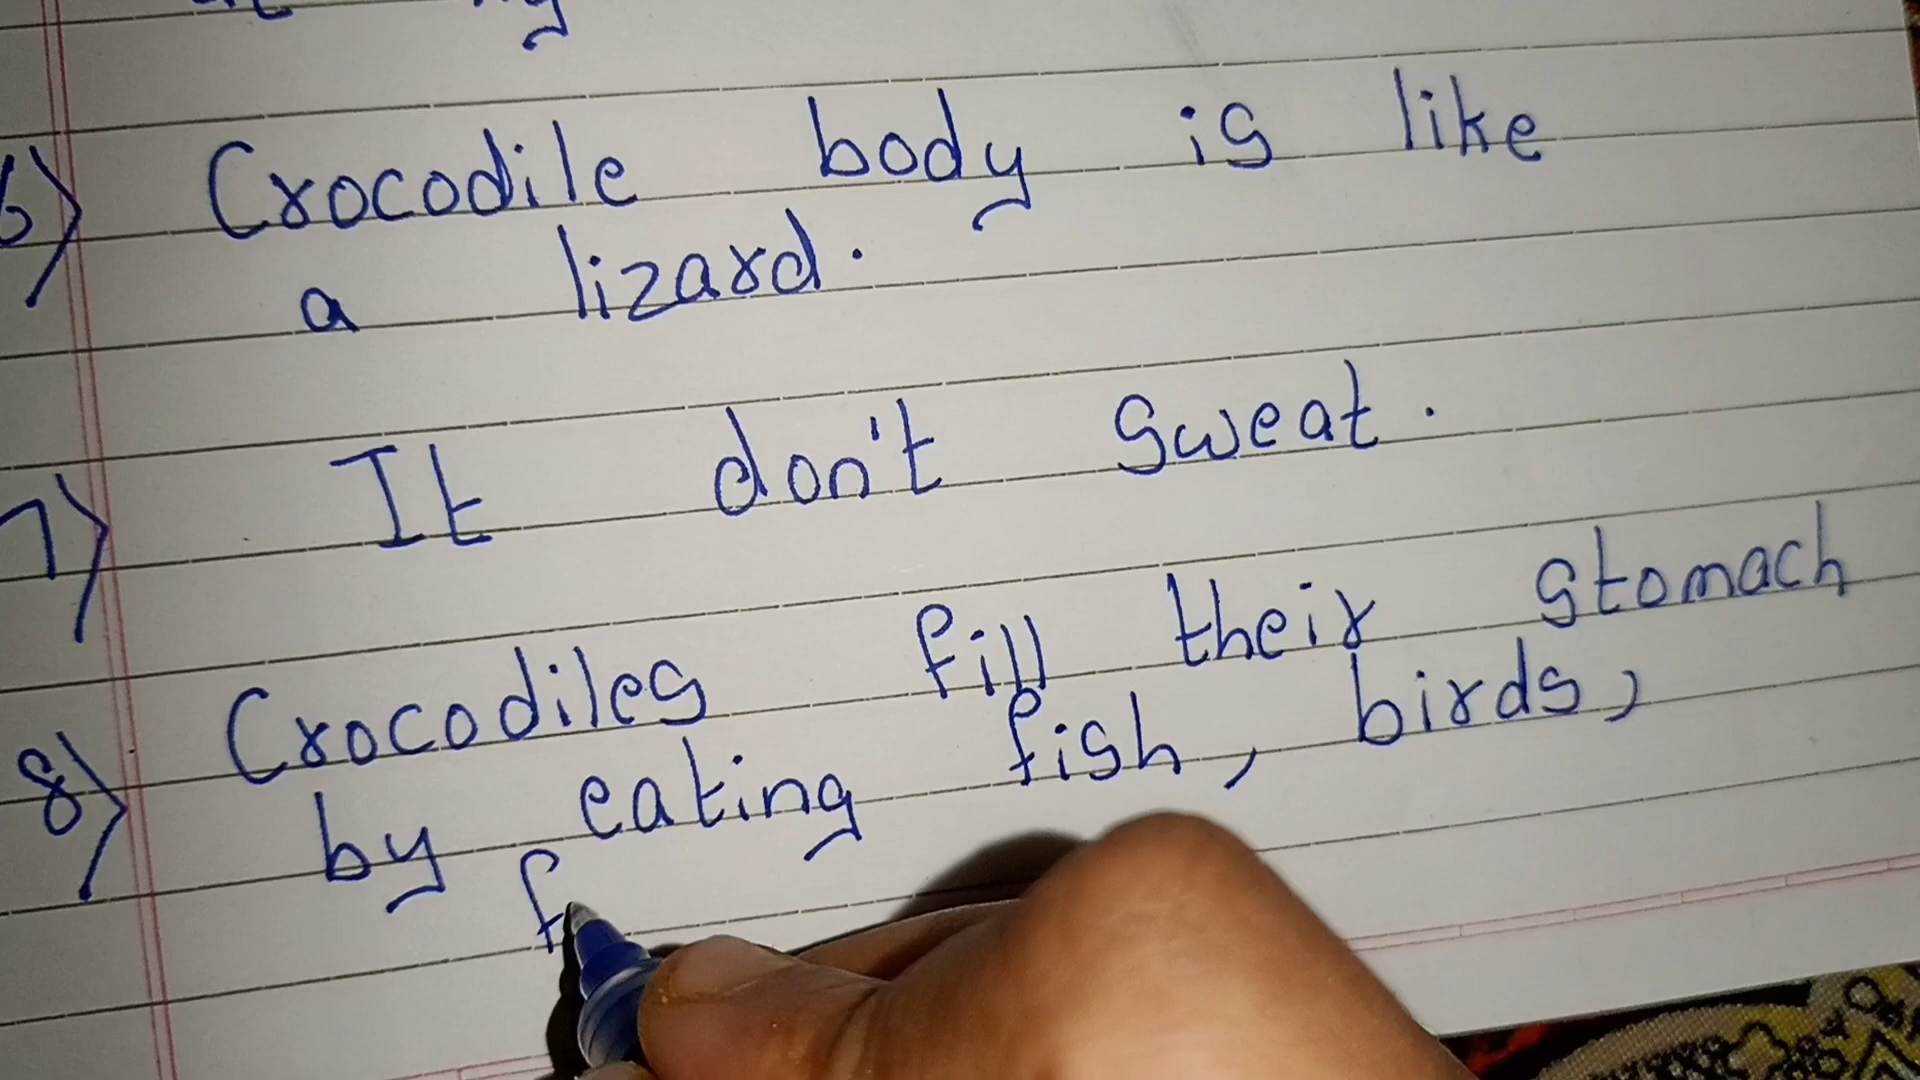 6) Crocodile body is like
a lizard.
7) It don't sweat.
8) Crocodiles fill their stomach
by eating fish, birds,
f